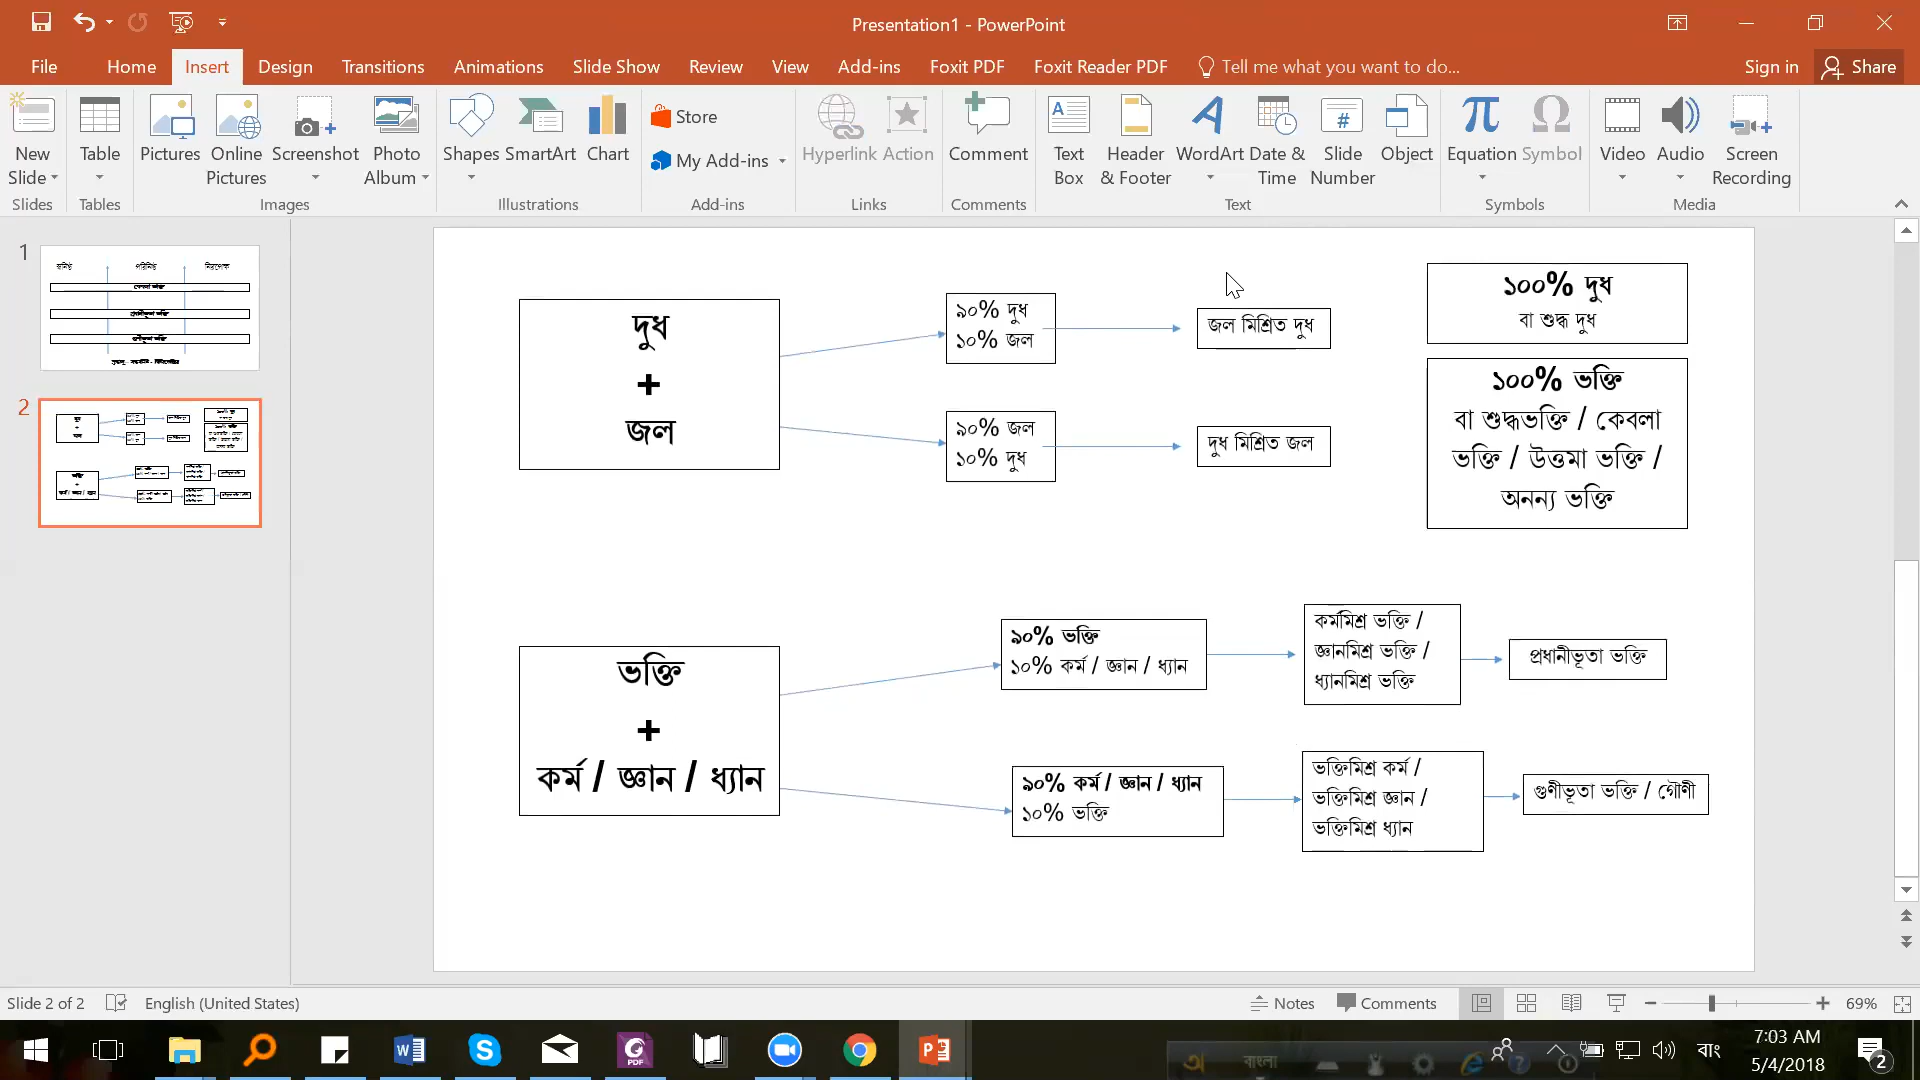 Presentation1 - PowerPoint
File Home Insert Design Transitions Animations Slide Show Review View Add-ins Foxit PDF Foxit Reader PDF Tell me what you want to do... Sign in Share
New Slide
Table
Pictures
Online Pictures
Screenshot
Photo Album
Shapes
SmartArt
Chart
Store
My Add-ins
Hyperlink
Action
Comment
Text Box
Header & Footer
WordArt
Date & Time
Slide Number
Object
Equation
Symbol
Video
Audio
Screen Recording
Slides Tables Images Illustrations Add-ins Links Comments Text Symbols Media
1
2
দুধ
+
জল
৯০% দুধ
১০% জল
জল মিশ্রিত দুধ
৯০% জল
১০% দুধ
দুধ মিশ্রিত জল
১০০% দুধ
বা শুদ্ধ দুধ
১০০% ভক্তি
বা শুদ্ধভক্তি / কেবলা
ভক্তি / উত্তমা ভক্তি /
অনন্য ভক্তি
ভক্তি
+
কর্ম / জ্ঞান / ধ্যান
৯০% ভক্তি
১০% কর্ম / জ্ঞান / ধ্যান
কর্মমিশ্র ভক্তি /
জ্ঞানমিশ্র ভক্তি /
ধ্যানমিশ্র ভক্তি
প্রধানীভূতা ভক্তি
৯০% কর্ম / জ্ঞান / ধ্যান
১০% ভক্তি
ভক্তিমিশ্র কর্ম /
ভক্তিমিশ্র জ্ঞান /
ভক্তিমিশ্র ধ্যান
গুণীভূতা ভক্তি / গৌণী
Slide 2 of 2 English (United States) Notes Comments 69%
বাং
7:03 AM
5/4/2018
2